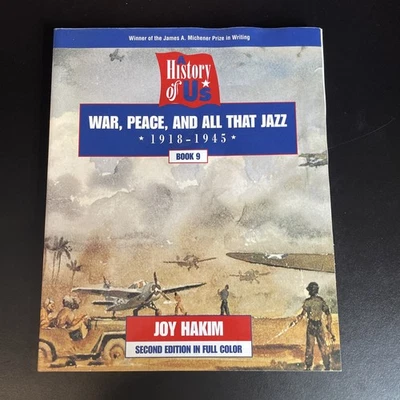 Winner of the James A. Michener Prize in Writing
A
History
of US
WAR, PEACE, AND ALL THAT JAZZ
★ 1918-1945 ★
BOOK 9
JOY HAKIM
SECOND EDITION IN FULL COLOR